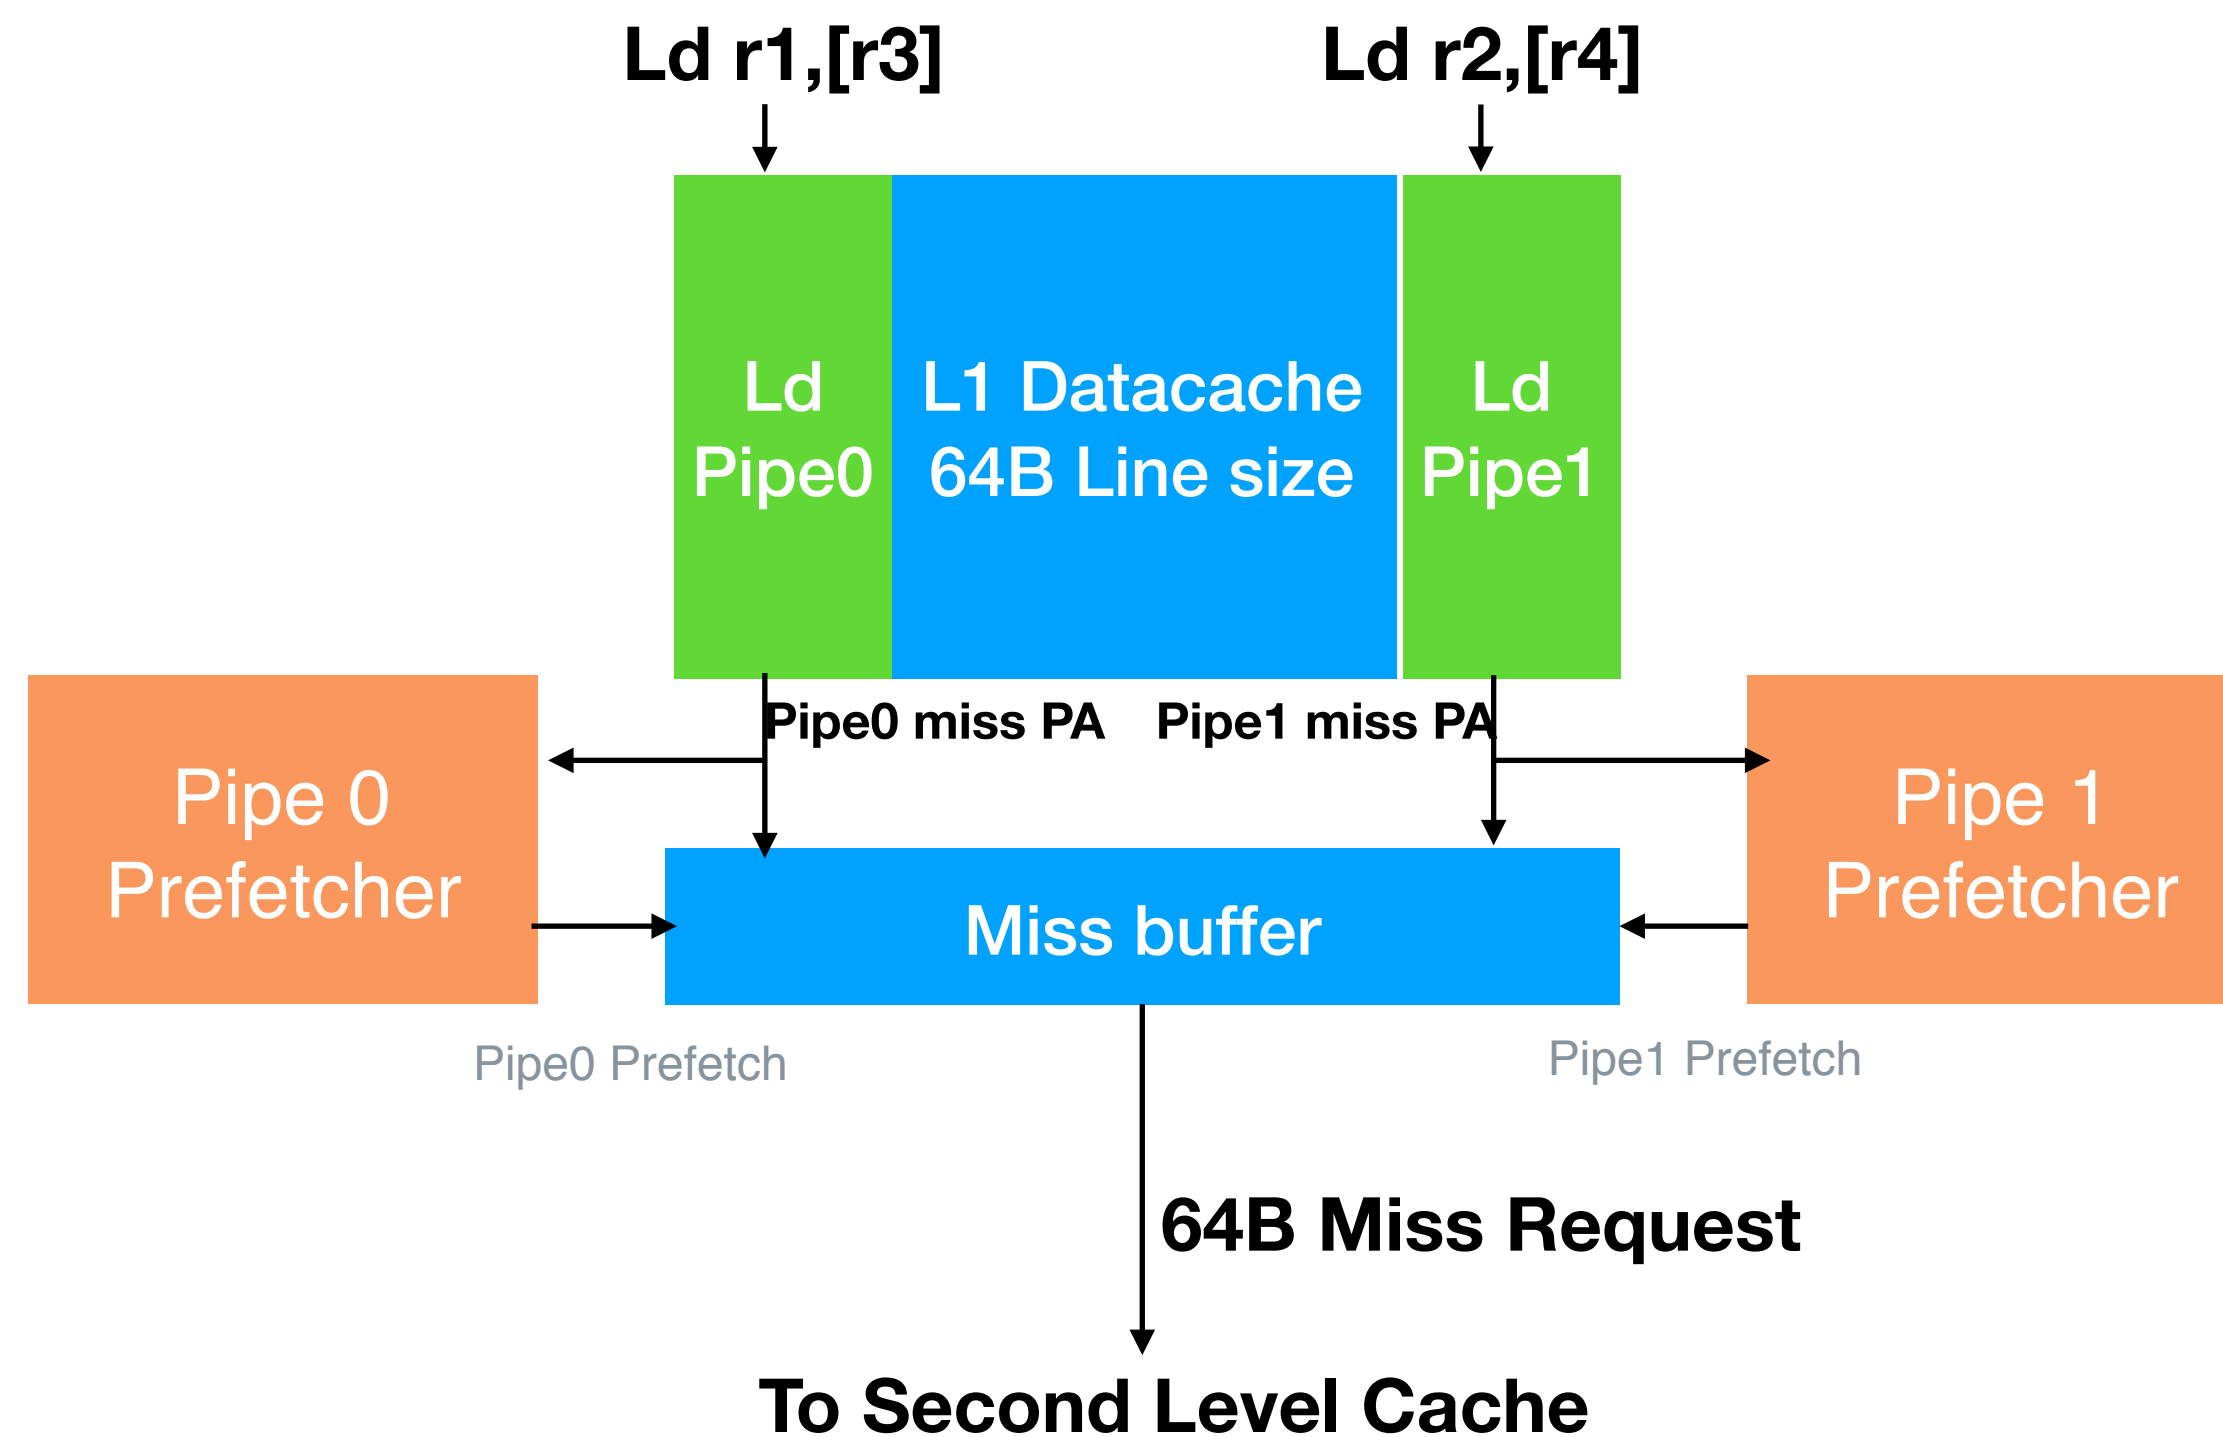 Ld r1,[r3]
Ld r2,[r4]
Ld
Pipe0
L1 Datacache
64B Line size
Ld
Pipe1
Pipe0 miss PA
Pipe1 miss PA
Pipe 0
Prefetcher
Pipe 1
Prefetcher
Miss buffer
Pipe0 Prefetch
Pipe1 Prefetch
64B Miss Request
To Second Level Cache